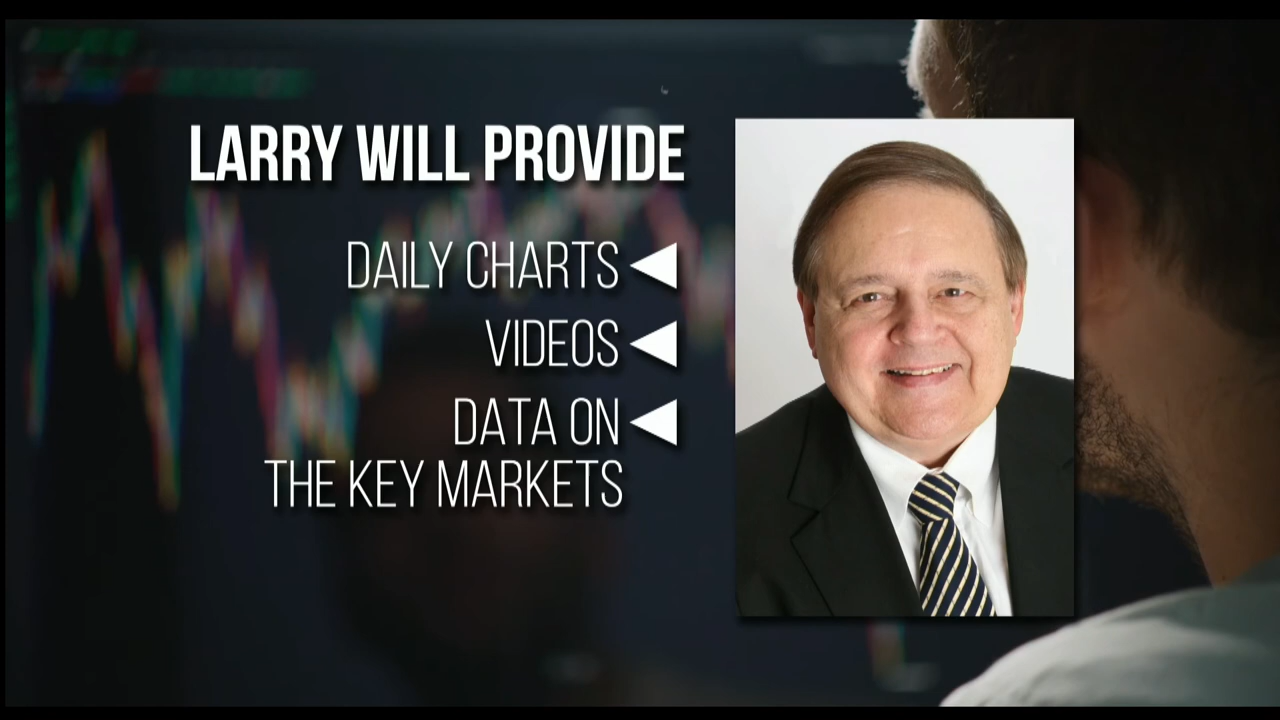 LARRY WILL PROVIDE
DAILY CHARTS
VIDEOS
DATA ON
THE KEY MARKETS